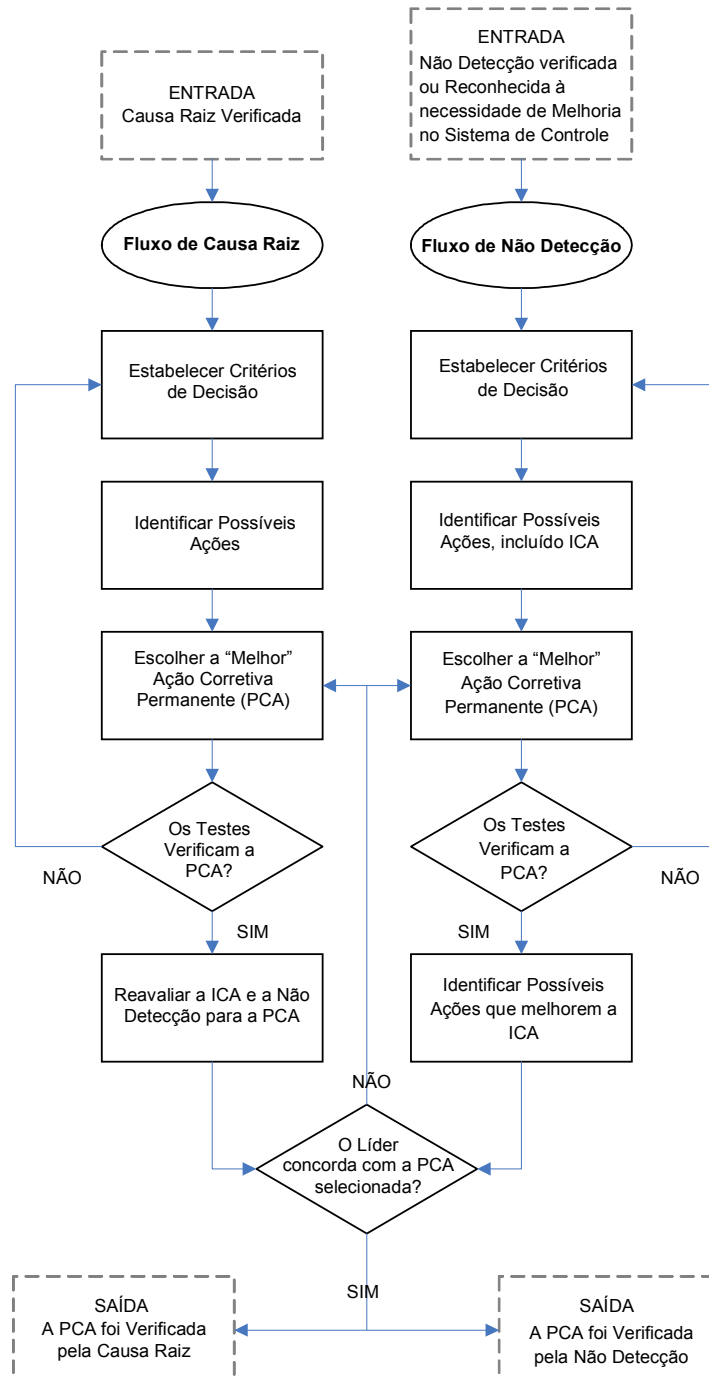 ENTRADA
Causa Raiz Verificada
ENTRADA
Não Detecção verificada
ou Reconhecida à
necessidade de Melhoria
no Sistema de Controle
Fluxo de Causa Raiz
Fluxo de Não Detecção
Estabelecer Critérios
de Decisão
Estabelecer Critérios
de Decisão
Identificar Possíveis
Ações
Identificar Possíveis
Ações, incluído ICA
Escolher a “Melhor”
Ação Corretiva
Permanente (PCA)
Escolher a “Melhor”
Ação Corretiva
Permanente (PCA)
Os Testes
Verificam a
PCA?
Os Testes
Verificam a
PCA?
NÃO
NÃO
SIM
SIM
Reavaliar a ICA e a Não
Detecção para a PCA
Identificar Possíveis
Ações que melhorem a
ICA
NÃO
O Líder
concorda com a PCA
selecionada?
SIM
SAÍDA
A PCA foi Verificada
pela Causa Raiz
SAÍDA
A PCA foi Verificada
pela Não Detecção